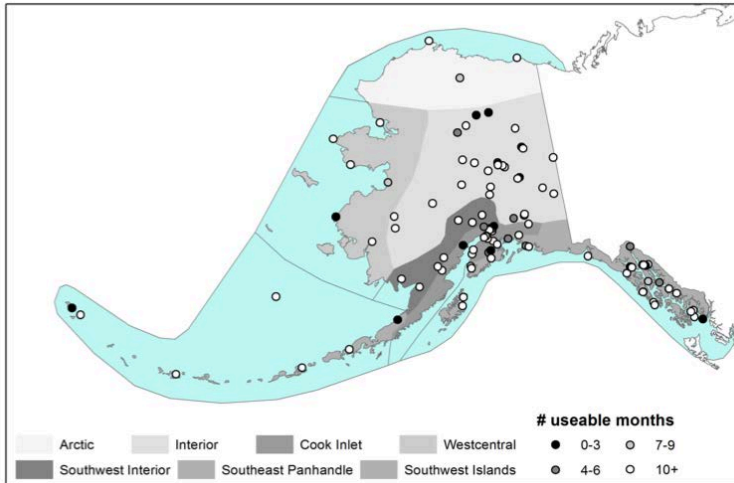 # useable months
Arctic Interior Cook Inlet Westcentral 0-3 7-9
Southwest Interior Southeast Panhandle Southwest Islands 4-6 10+